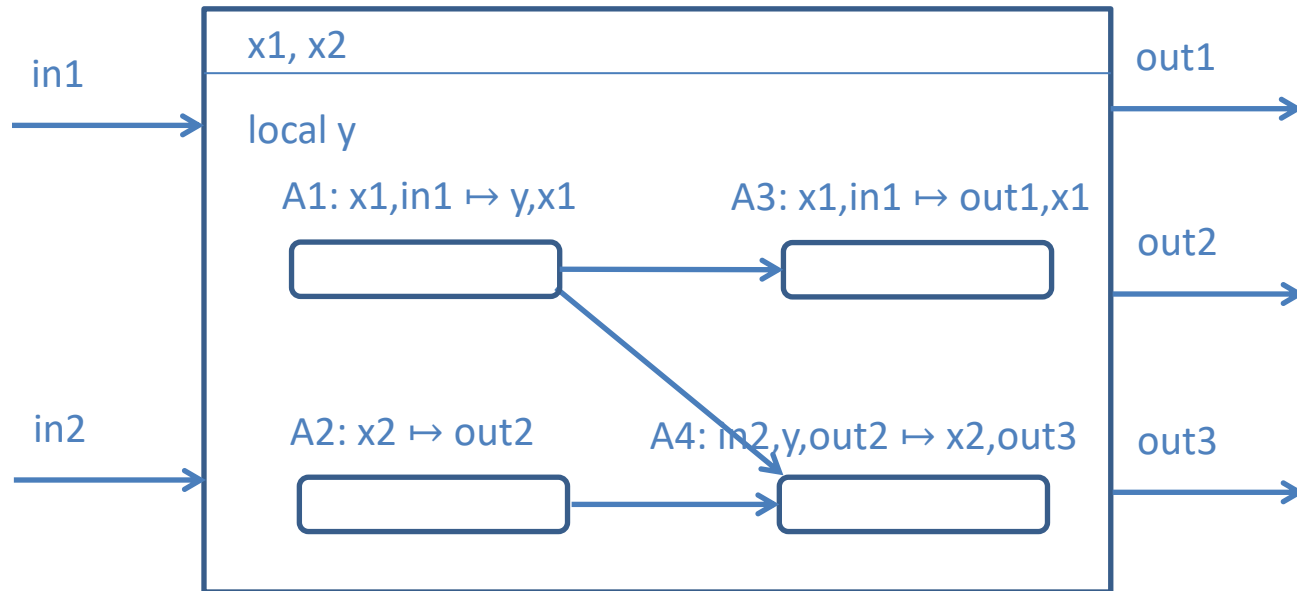 x1, x2
in1
out1
local y
A1: x1,in1 ↦ y,x1
A3: x1,in1 ↦ out1,x1
out2
in2
A2: x2 ↦ out2
A4: in2,y,out2 ↦ x2,out3
out3